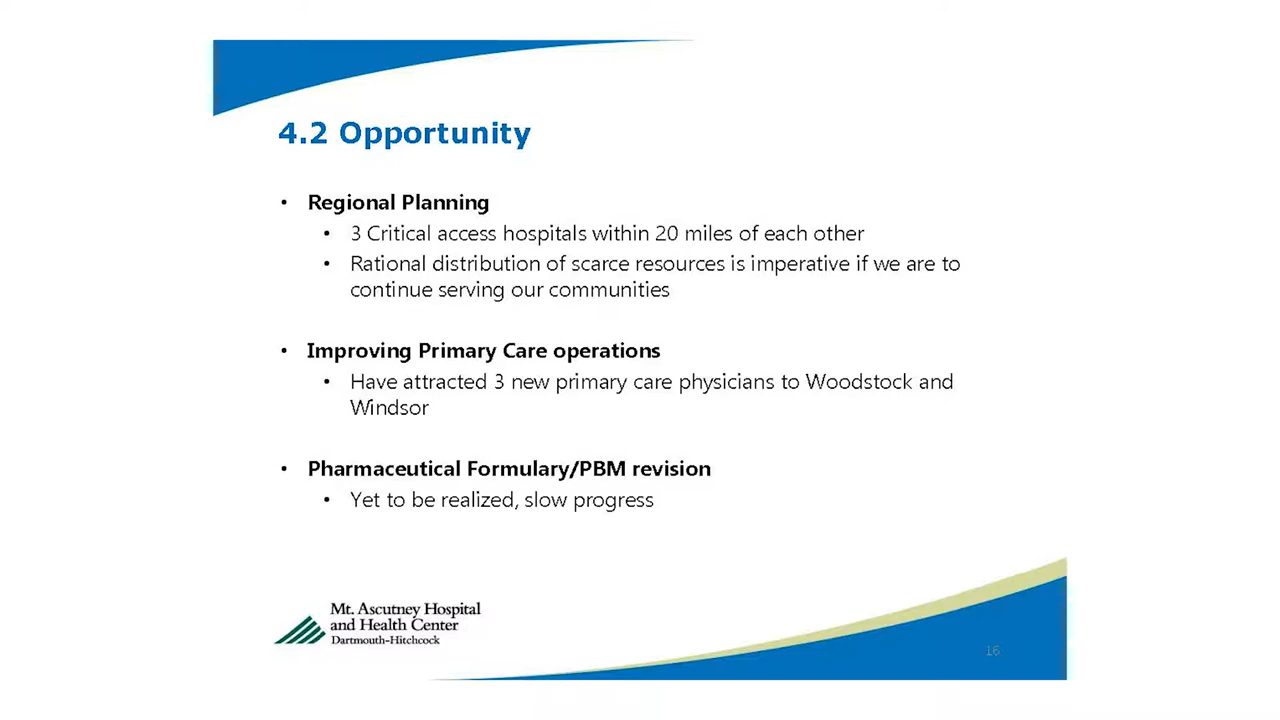 4.2 Opportunity
• Regional Planning
• 3 Critical access hospitals within 20 miles of each other
• Rational distribution of scarce resources is imperative if we are to
continue serving our communities
• Improving Primary Care operations
• Have attracted 3 new primary care physicians to Woodstock and
Windsor
• Pharmaceutical Formulary/PBM revision
• Yet to be realized, slow progress
Mt. Ascutney Hospital
and Health Center
Dartmouth-Hitchcock
16